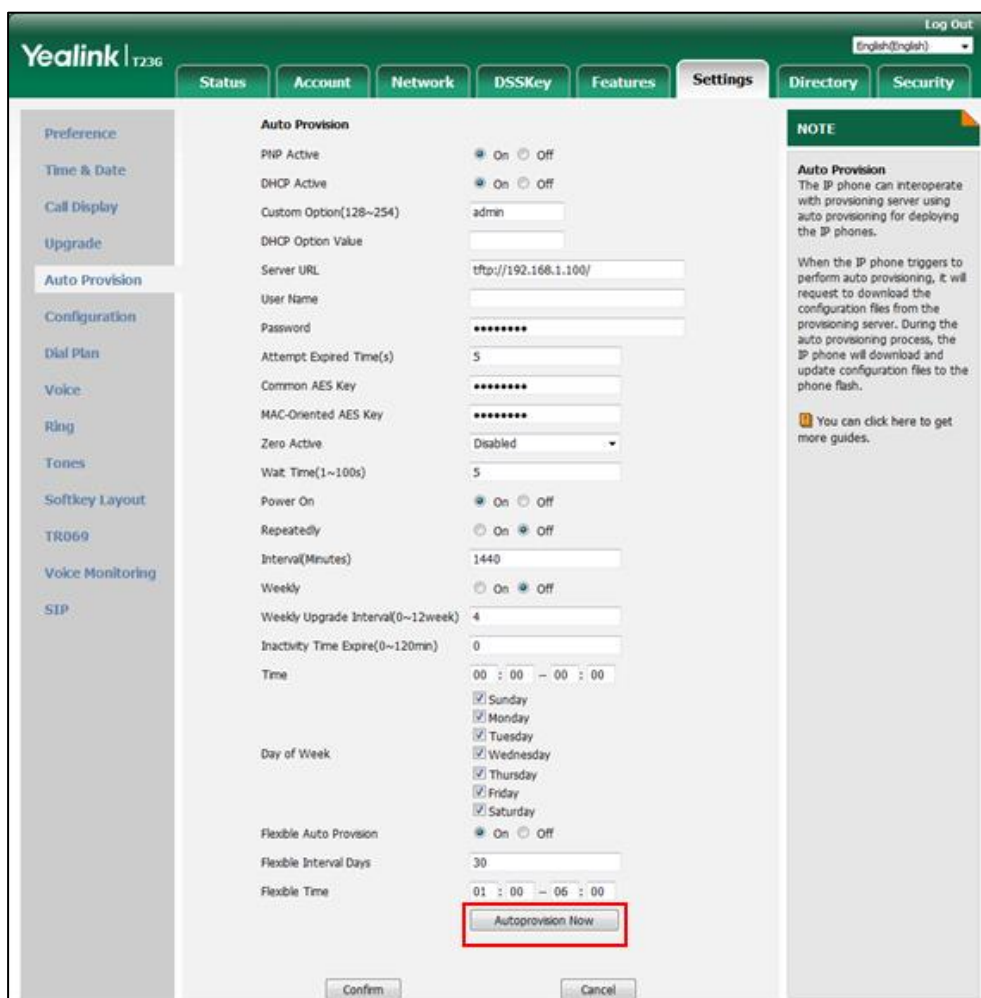 Log Out
English(English)
Yealink T23G
Status Account Network DSSKey Features Settings Directory Security
Preference
Time & Date
Call Display
Upgrade
Auto Provision
Configuration
Dial Plan
Voice
Ring
Tones
Softkey Layout
TR069
Voice Monitoring
SIP
Auto Provision
PNP Active On Off
DHCP Active On Off
Custom Option(128~254) admin
DHCP Option Value
Server URL tftp://192.168.1.100/
User Name
Password ••••••••
Attempt Expired Time(s) 5
Common AES Key ••••••••
MAC-Oriented AES Key ••••••••
Zero Active Disabled
Wait Time(1~100s) 5
Power On On Off
Repeatedly On Off
Interval(Minutes) 1440
Weekly On Off
Weekly Upgrade Interval(0~12week) 4
Inactivity Time Expire(0~120min) 0
Time 00 : 00 – 00 : 00
Sunday
Monday
Tuesday
Day of Week Wednesday
Thursday
Friday
Saturday
Flexible Auto Provision On Off
Flexible Interval Days 30
Flexible Time 01 : 00 – 06 : 00
Autoprovision Now
Confirm Cancel
NOTE
Auto Provision
The IP phone can interoperate
with provisioning server using
auto provisioning for deploying
the IP phones.
When the IP phone triggers to
perform auto provisioning, it will
request to download the
configuration files from the
provisioning server. During the
auto provisioning process, the
IP phone will download and
update configuration files to the
phone flash.
You can click here to get
more guides.